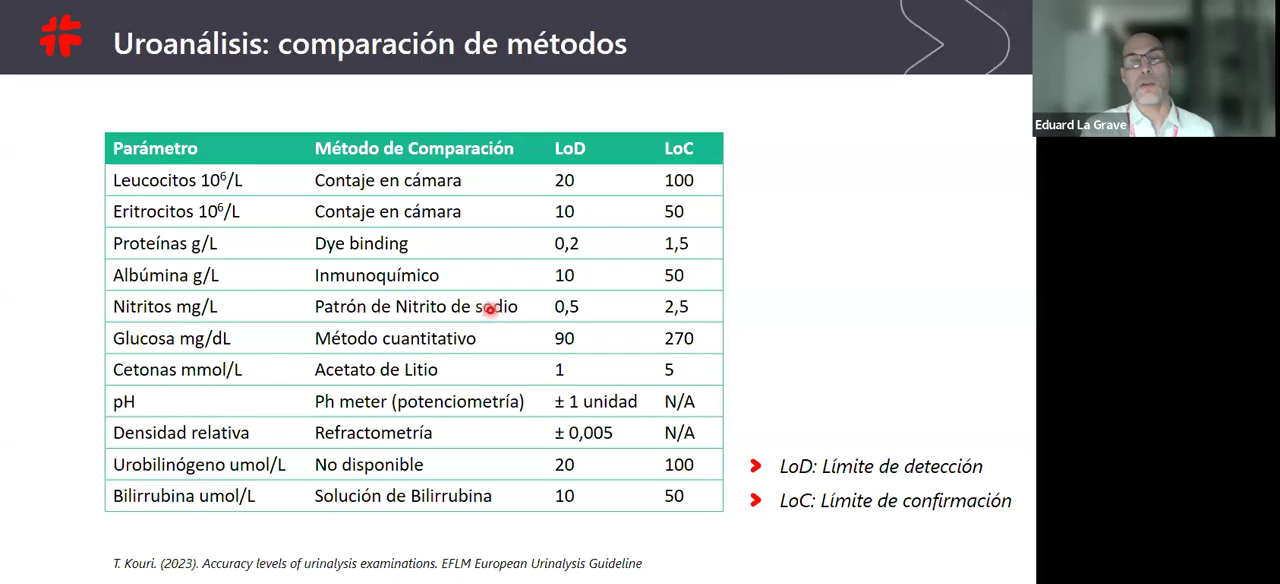 Uroanálisis: comparación de métodos
Eduard La Grave
Parámetro Método de Comparación LoD LoC
Leucocitos 10⁶/L Contaje en cámara 20 100
Eritrocitos 10⁶/L Contaje en cámara 10 50
Proteínas g/L Dye binding 0,2 1,5
Albúmina g/L Inmunoquímico 10 50
Nitritos mg/L Patrón de Nitrito de sodio 0,5 2,5
Glucosa mg/dL Método cuantitativo 90 270
Cetonas mmol/L Acetato de Litio 1 5
pH Ph meter (potenciometría) ± 1 unidad N/A
Densidad relativa Refractometría ± 0,005 N/A
Urobilinógeno umol/L No disponible 20 100
Bilirrubina umol/L Solución de Bilirrubina 10 50
LoD: Límite de detección
LoC: Límite de confirmación
T. Kouri. (2023). Accuracy levels of urinalysis examinations. EFLM European Urinalysis Guideline